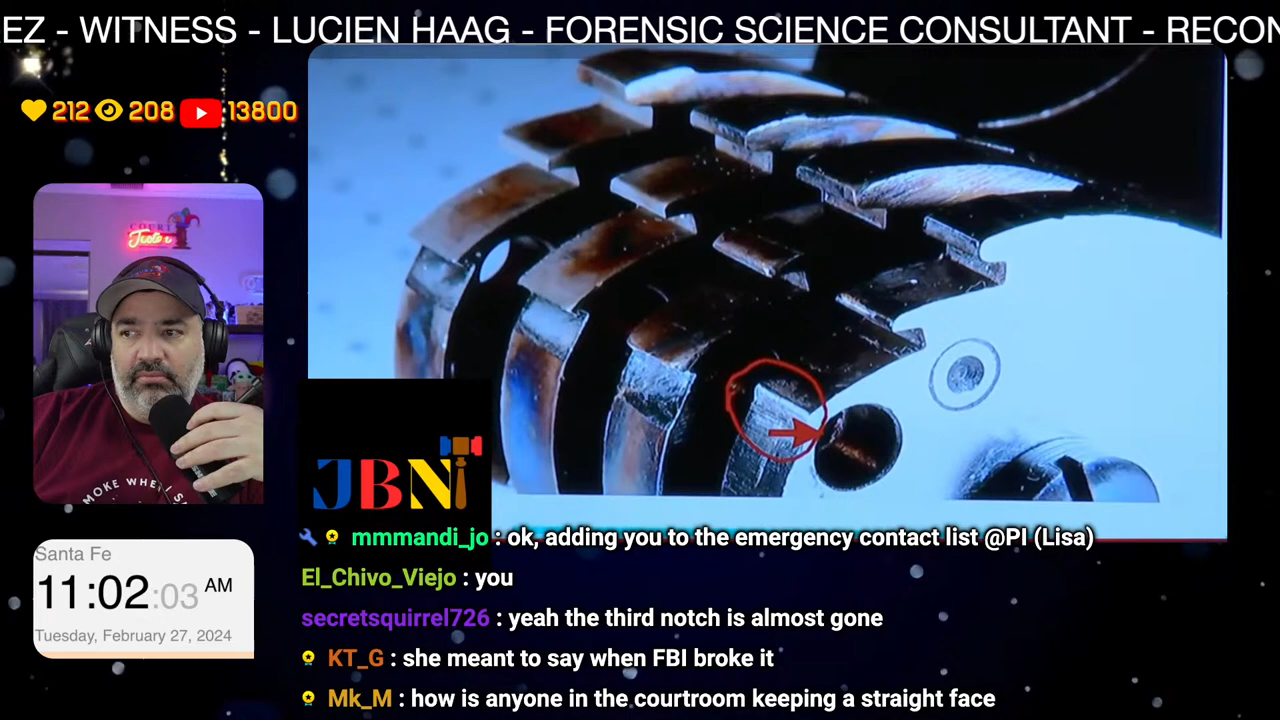 EZ - WITNESS - LUCIEN HAAG - FORENSIC SCIENCE CONSULTANT - RECON
212 208 13800
COURT
JBN
Santa Fe
11:02:03 AM
Tuesday, February 27, 2024
mmmandi_jo : ok, adding you to the emergency contact list @PI (Lisa)
El_Chivo_Viejo : you
secretsquirrel726 : yeah the third notch is almost gone
KT_G : she meant to say when FBI broke it
Mk_M : how is anyone in the courtroom keeping a straight face